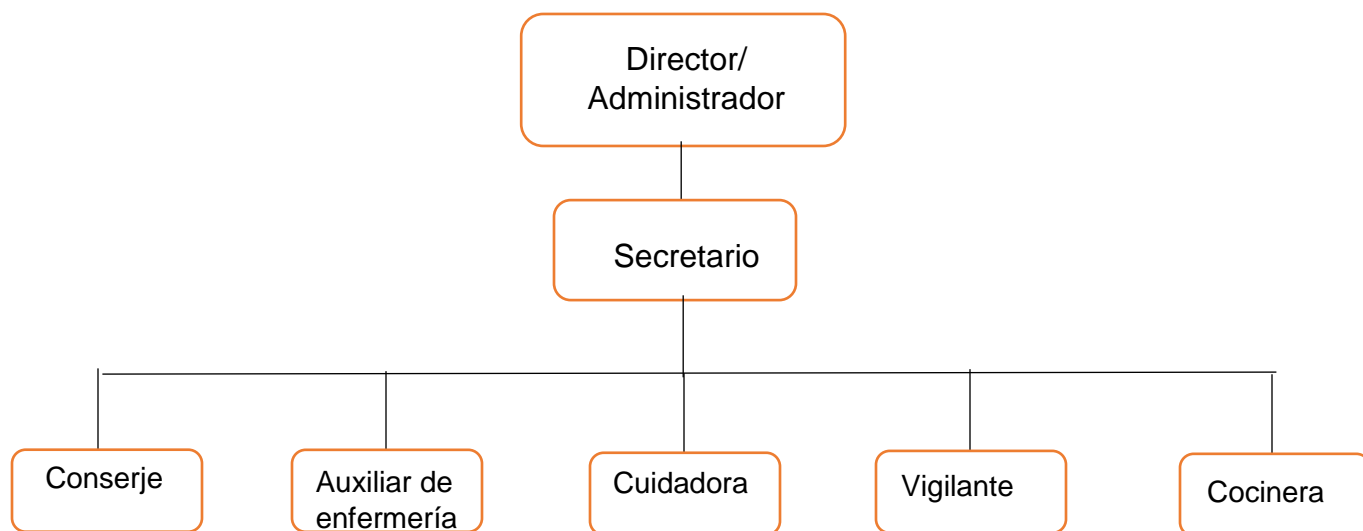 Director/
Administrador
Secretario
Conserje
Auxiliar de
enfermería
Cuidadora
Vigilante
Cocinera